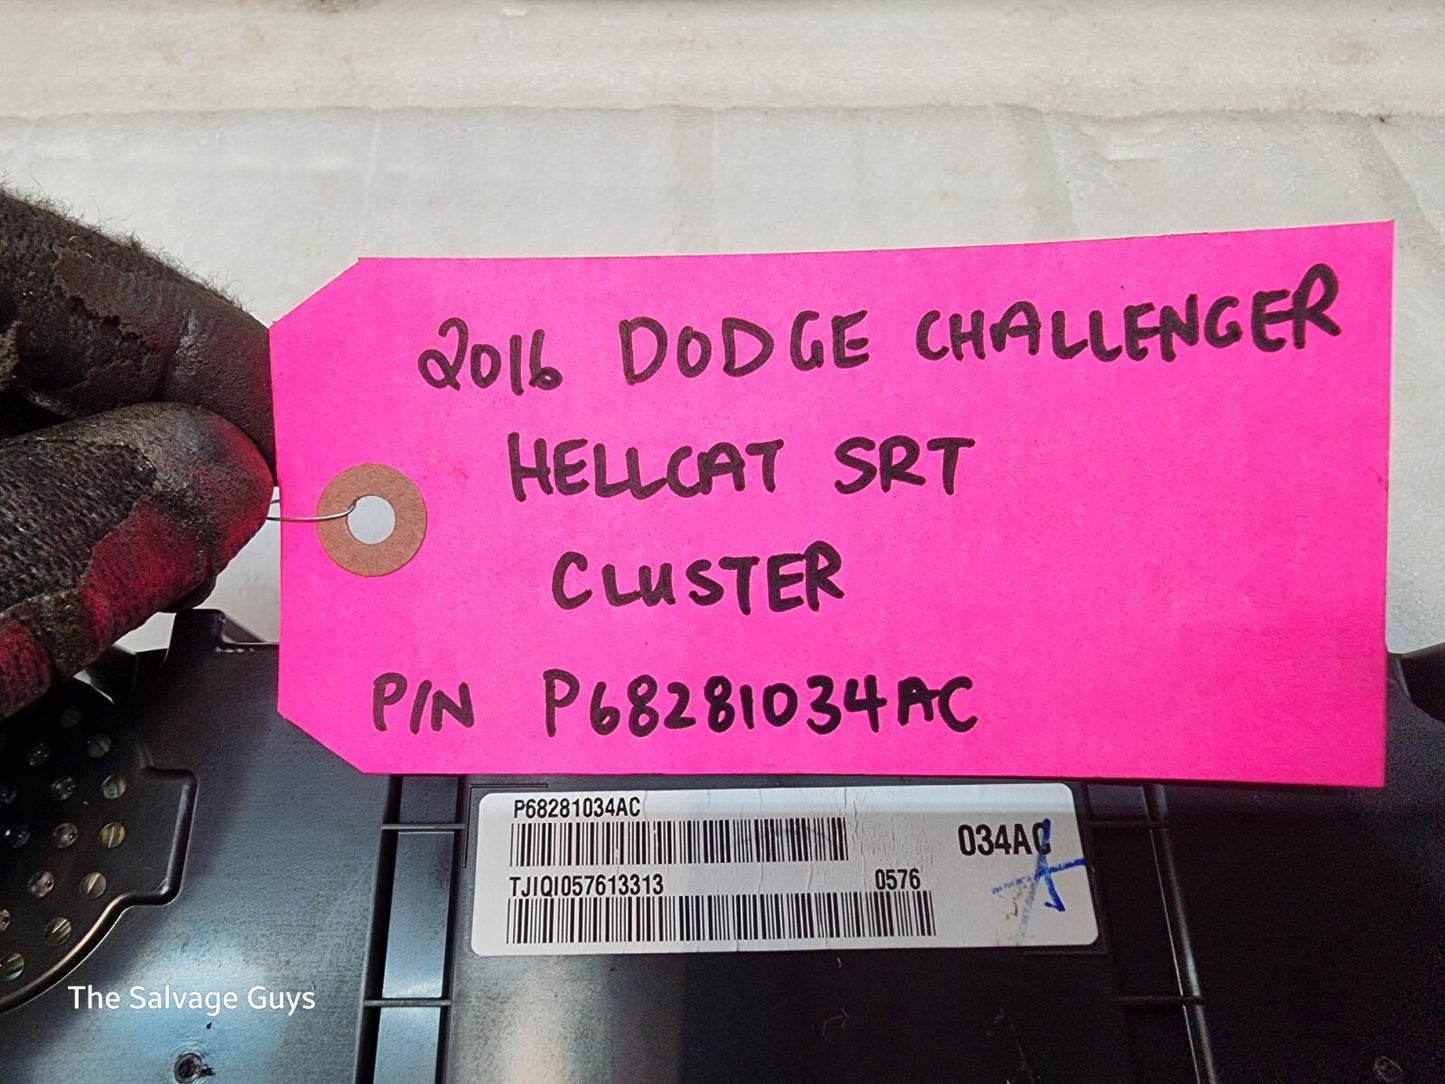 2016 DODGE CHALLENGER
HELLCAT SRT
CLUSTER
P/N P68281034AC
P68281034AC
034AC
TJIQI057613313 0576
The Salvage Guys